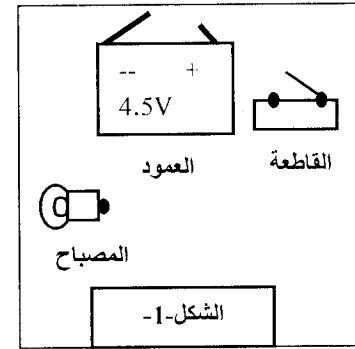 -- +
4.5V
العمود
القاطعة
المصباح
الشكل-1-